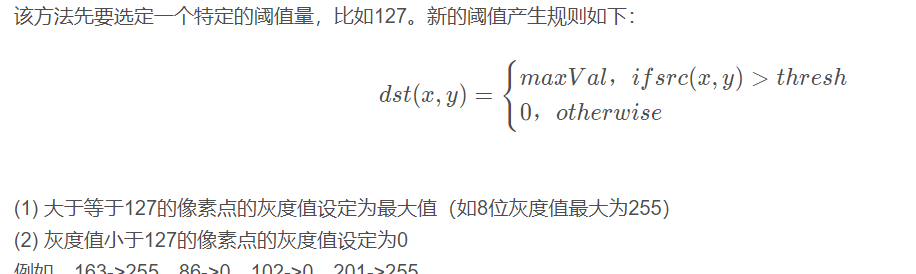 该方法先要选定一个特定的阈值量，比如127。新的阈值产生规则如下：
dst(x, y) = { maxVal，ifsrc(x, y) > thresh
0，otherwise
(1) 大于等于127的像素点的灰度值设定为最大值（如8位灰度值最大为255）
(2) 灰度值小于127的像素点的灰度值设定为0
例如，163->255，86->0，102->0，201->255